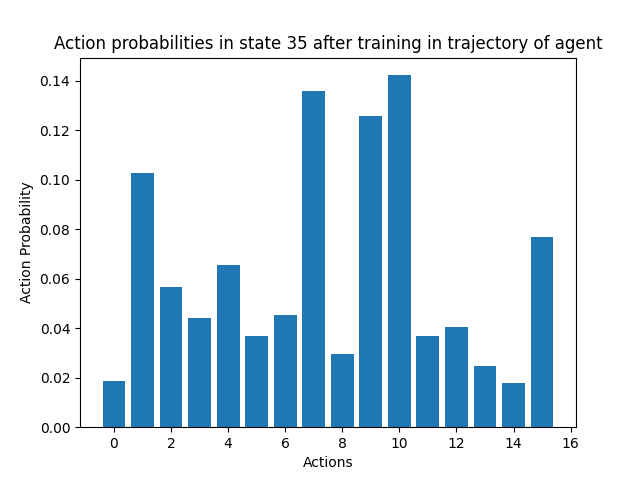 Action probabilities in state 35 after training in trajectory of agent
0.14
0.12
0.10
0.08
0.06
0.04
0.02
0.00
Action Probability
0 2 4 6 8 10 12 14 16
Actions